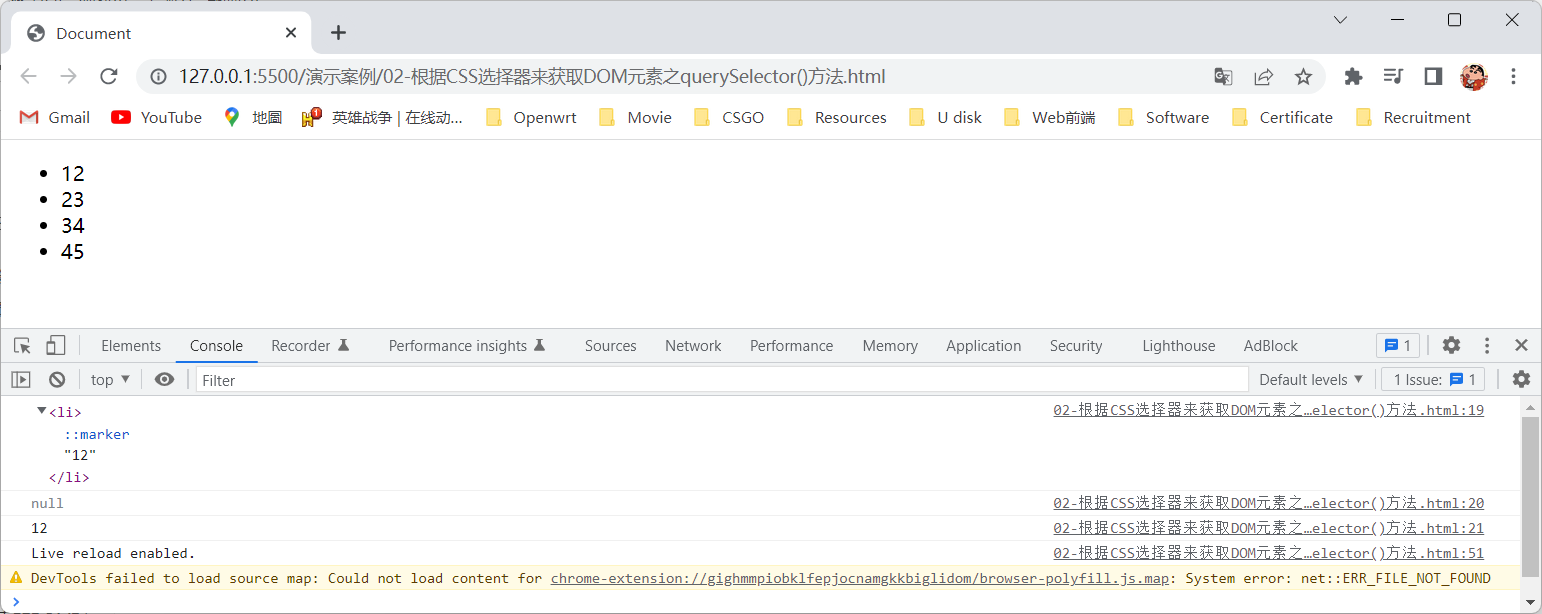 Document
127.0.0.1:5500/演示案例/02-根据CSS选择器来获取DOM元素之querySelector()方法.html
Gmail YouTube 地圖 英雄战争 | 在线动... Openwrt Movie CSGO Resources U disk Web前端 Software Certificate Recruitment
12
23
34
45
Elements Console Recorder Performance insights Sources Network Performance Memory Application Security Lighthouse AdBlock 1
top Filter Default levels 1 Issue: 1
<li> 02-根据CSS选择器来获取DOM元素之…elector()方法.html:19
::marker
"12"
</li>
null 02-根据CSS选择器来获取DOM元素之…elector()方法.html:20
12 02-根据CSS选择器来获取DOM元素之…elector()方法.html:21
Live reload enabled. 02-根据CSS选择器来获取DOM元素之…elector()方法.html:51
DevTools failed to load source map: Could not load content for chrome-extension://gighmmpiobklfepjocnamgkkbiglidom/browser-polyfill.js.map: System error: net::ERR_FILE_NOT_FOUND